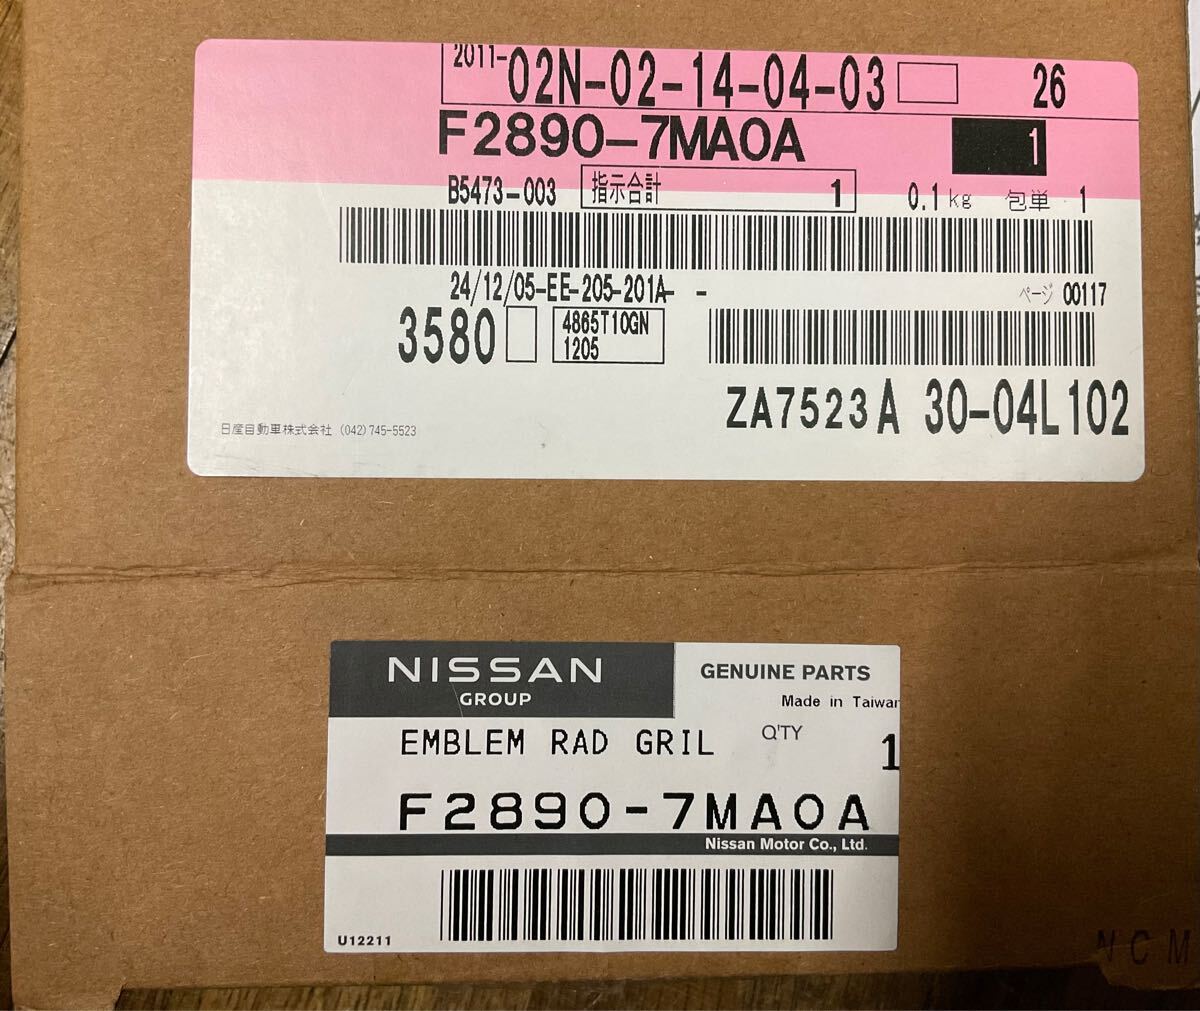 2011-02N-02-14-04-03 26
F2890-7MA0A 1
B5473-003 指示合計 1 0.1kg 包単 1
24/12/05-EE-205-201A- - ページ 00117
3580 4865T10GN
1205
ZA7523A 30-04L102
日産自動車株式会社 (042)745-5523
NISSAN
GROUP
GENUINE PARTS
Made in Taiwan
EMBLEM RAD GRIL Q'TY 1
F2890-7MA0A
Nissan Motor Co., Ltd.
U12211
NCM